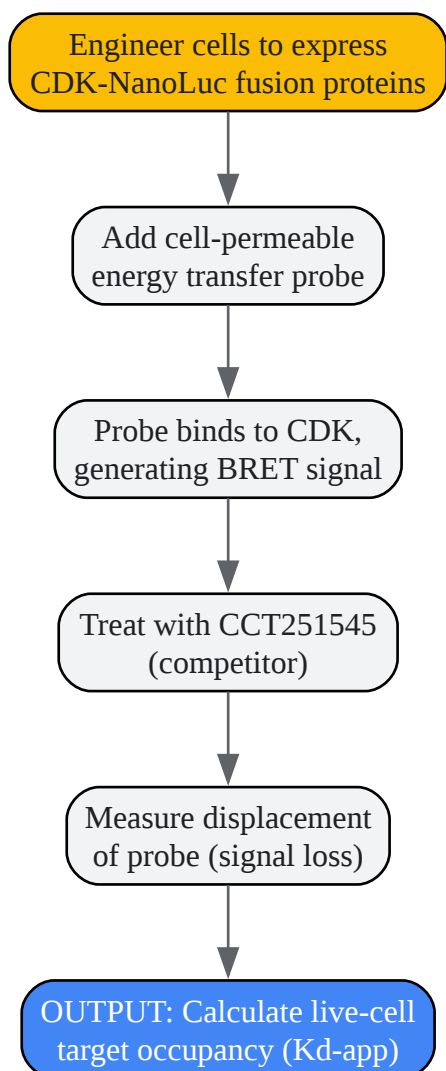 Engineer cells to express
CDK-NanoLuc fusion proteins
Add cell-permeable
energy transfer probe
Probe binds to CDK,
generating BRET signal
Treat with CCT251545
(competitor)
Measure displacement
of probe (signal loss)
OUTPUT: Calculate live-cell
target occupancy (Kd-app)